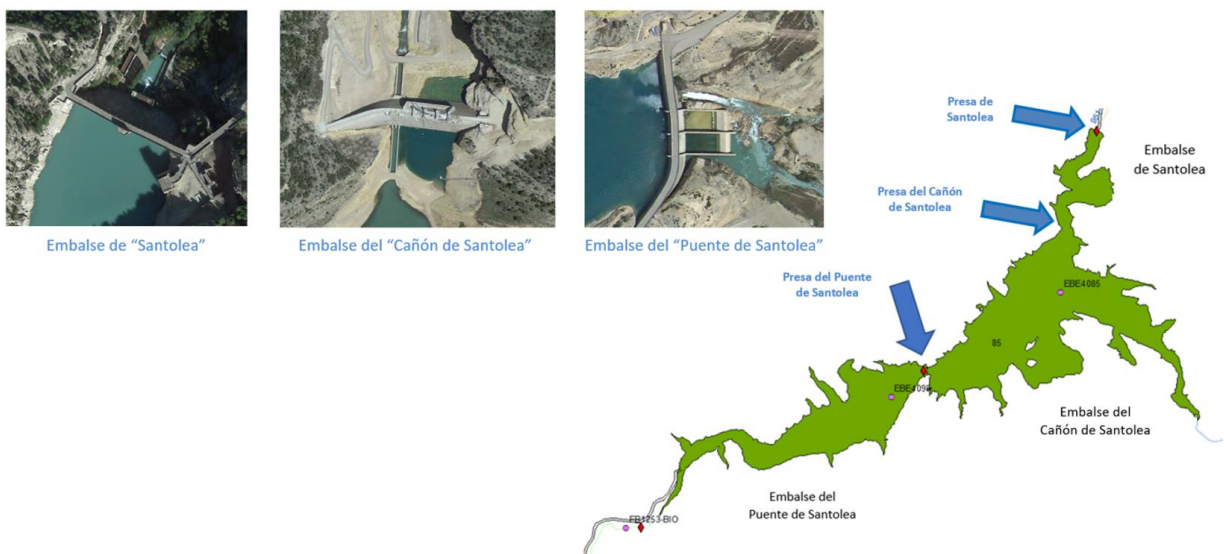 Embalse de “Santolea”
Embalse del “Cañón de Santolea”
Embalse del “Puente de Santolea”
Presa de
Santolea
Embalse
de Santolea
Presa del Cañón
de Santolea
Presa del Puente
de Santolea
EBE4085
85
Embalse del
Cañón de Santolea
Embalse del
Puente de Santolea